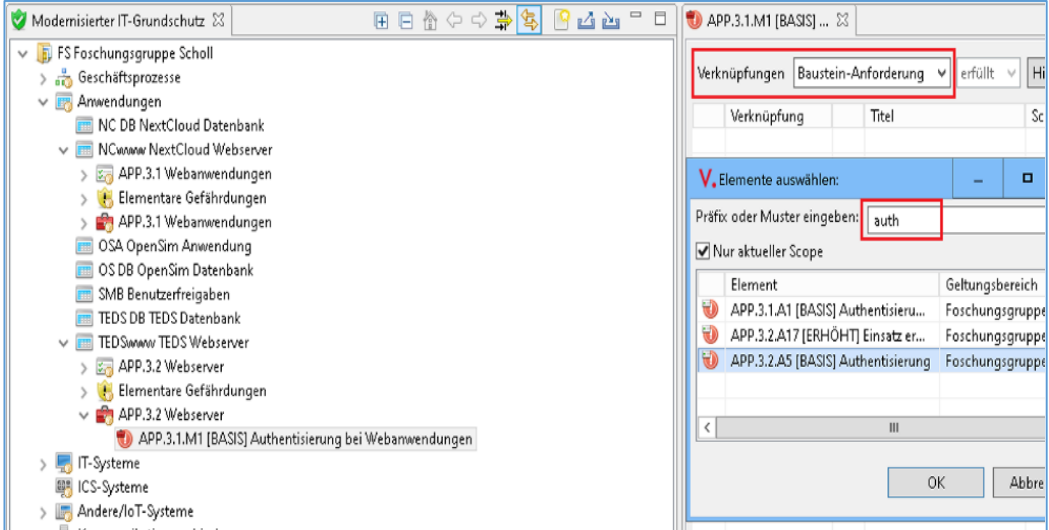 Modernisierter IT-Grundschutz
FS Foschungsgruppe Scholl
Geschäftsprozesse
Anwendungen
NC DB NextCloud Datenbank
NCwww NextCloud Webserver
APP.3.1 Webanwendungen
Elementare Gefährdungen
APP.3.1 Webanwendungen
OSA OpenSim Anwendung
OS DB OpenSim Datenbank
SMB Benutzerfreigaben
TEDS DB TEDS Datenbank
TEDSwww TEDS Webserver
APP.3.2 Webserver
Elementare Gefährdungen
APP.3.2 Webserver
APP.3.1.M1 [BASIS] Authentisierung bei Webanwendungen
IT-Systeme
ICS-Systeme
Andere/IoT-Systeme
APP.3.1.M1 [BASIS] ...
Verknüpfungen Baustein-Anforderung erfüllt Hi
Verknüpfung Titel Sc
V. Elemente auswählen:
Präfix oder Muster eingeben: auth
Nur aktueller Scope
Element Geltungsbereich
APP.3.1.A1 [BASIS] Authentisieru... Foschungsgruppe
APP.3.2.A17 [ERHÖHT] Einsatz er... Foschungsgruppe
APP.3.2.A5 [BASIS] Authentisierung Foschungsgruppe
OK Abbre